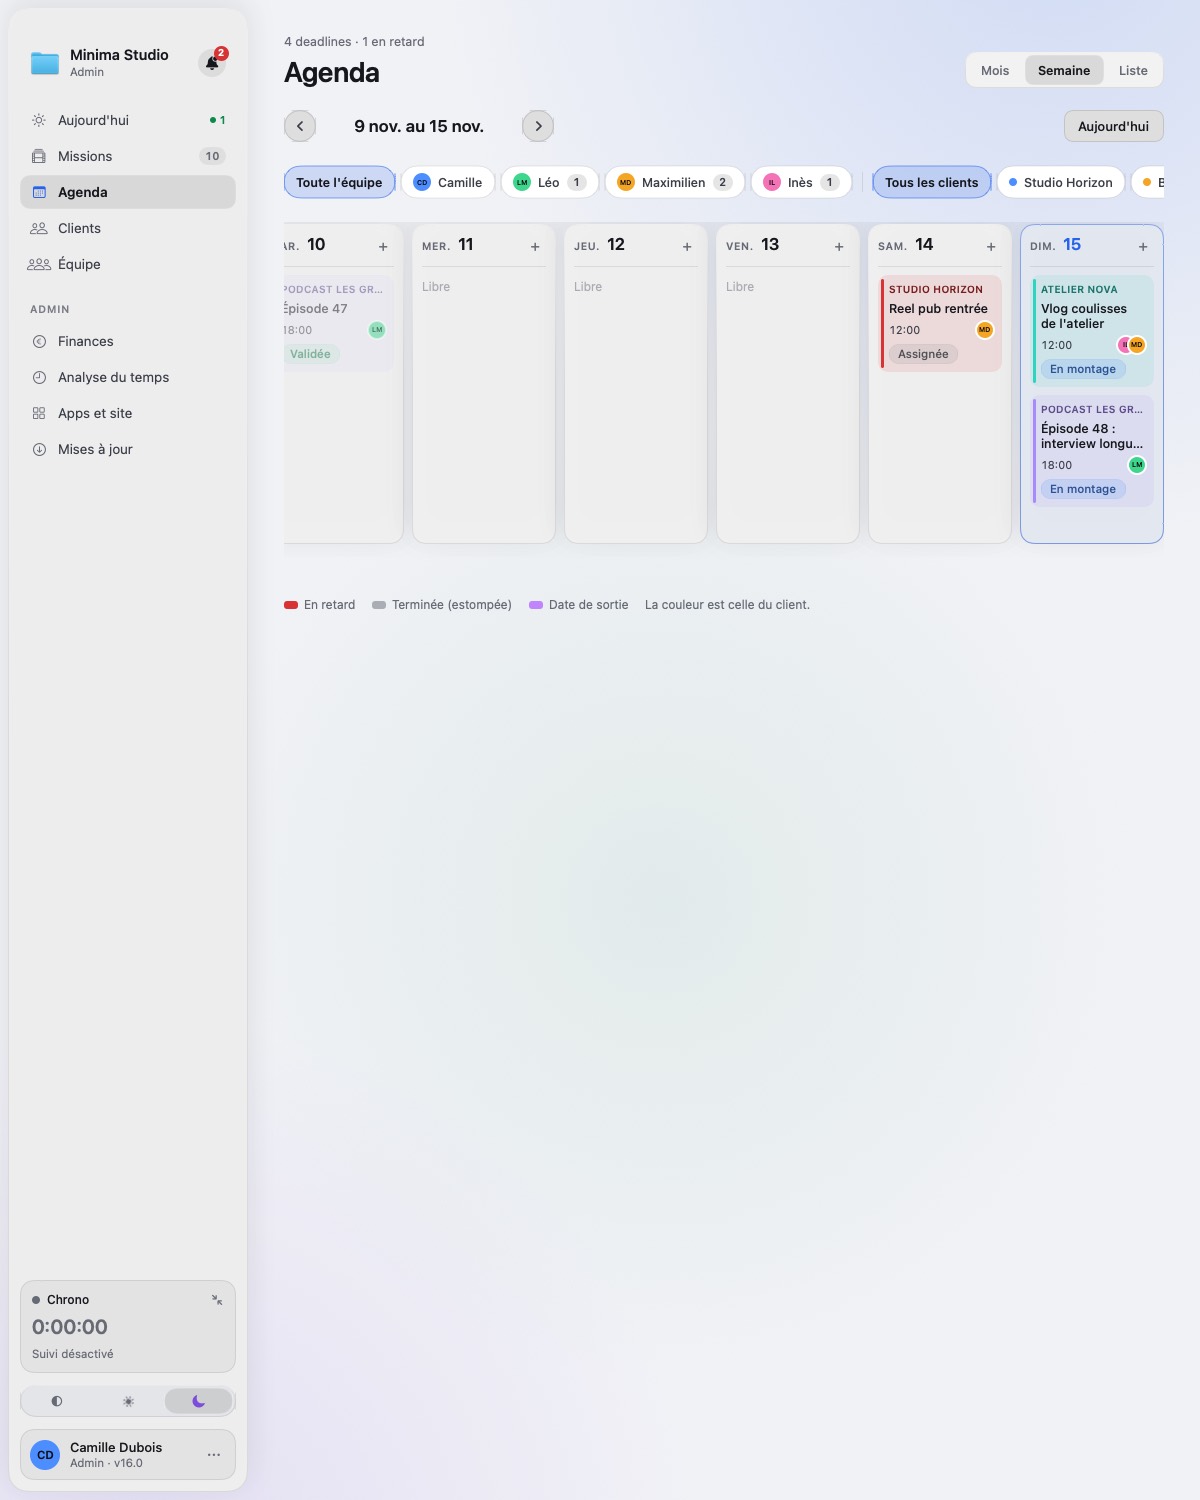 Minima Studio
Admin
2
Aujourd'hui
1
Missions
10
Agenda
Clients
Équipe
ADMIN
Finances
Analyse du temps
Apps et site
Mises à jour
Chrono
0:00:00
Suivi désactivé
CD
Camille Dubois
Admin · v16.0
4 deadlines · 1 en retard
Agenda
Mois
Semaine
Liste
9 nov. au 15 nov.
Aujourd'hui
Toute l'équipe
CD Camille
LM Léo 1
MD Maximilien 2
IL Inès 1
Tous les clients
Studio Horizon
B
AR. 10 +
PODCAST LES GR…
Épisode 47
18:00
LM
Validée
MER. 11 +
Libre
JEU. 12 +
Libre
VEN. 13 +
Libre
SAM. 14 +
STUDIO HORIZON
Reel pub rentrée
12:00
MD
Assignée
DIM. 15 +
ATELIER NOVA
Vlog coulisses
de l'atelier
12:00
MD
En montage
PODCAST LES GR…
Épisode 48 :
interview longu…
18:00
LM
En montage
En retard
Terminée (estompée)
Date de sortie
La couleur est celle du client.